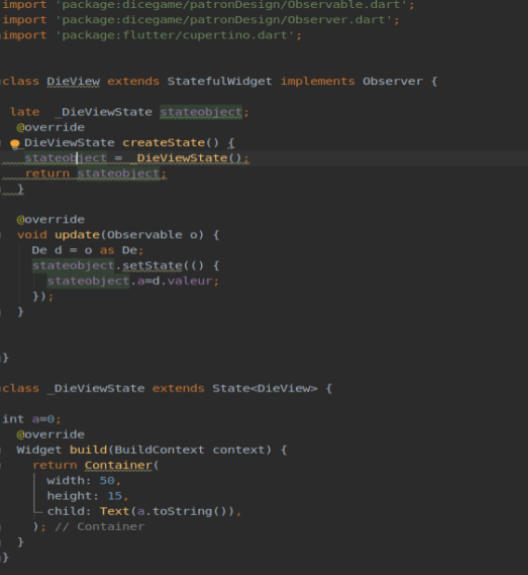 import 'package:dicegame/patronDesign/Observable.dart';
import 'package:dicegame/patronDesign/Observer.dart';
import 'package:flutter/cupertino.dart';
class DieView extends StatefulWidget implements Observer {
late _DieViewState stateobject;
@override
_DieViewState createState() {
stateobject = _DieViewState();
return stateobject;
}
@override
void update(Observable o) {
De d = o as De;
stateobject.setState(() {
stateobject.a=d.valeur;
});
}
}
class _DieViewState extends State<DieView> {
int a=0;
@override
Widget build(BuildContext context) {
return Container(
width: 50,
height: 15,
child: Text(a.toString()),
); // Container
}
}